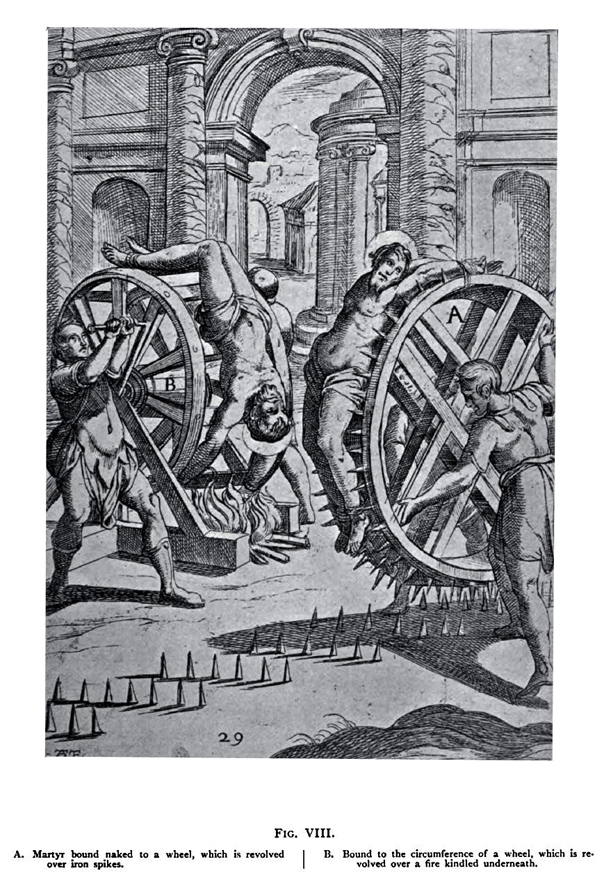 A
B
29
FIG. VIII.
A. Martyr bound naked to a wheel, which is revolved
over iron spikes.
B. Bound to the circumference of a wheel, which is re-
volved over a fire kindled underneath.